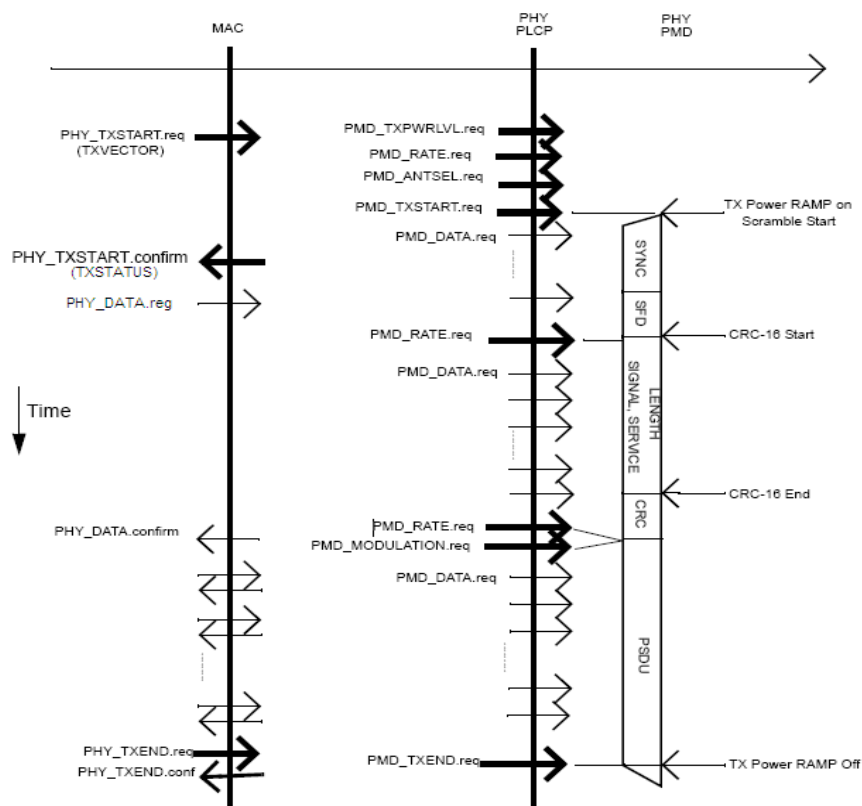 MAC
PHY
PLCP
PHY
PMD
PHY_TXSTART.req
(TXVECTOR)
PMD_TXPWRLVL.req
PMD_RATE.req
PMD_ANTSEL.req
PMD_TXSTART.req
TX Power RAMP on
Scramble Start
PMD_DATA.req
SYNC
PHY_TXSTART.confirm
(TXSTATUS)
PHY_DATA.reg
SFD
PMD_RATE.req
CRC-16 Start
PMD_DATA.req
LENGTH
SIGNAL, SERVICE
Time
CRC-16 End
CRC
PHY_DATA.confirm
PMD_RATE.req
PMD_MODULATION.req
PMD_DATA.req
PSDU
PHY_TXEND.req
PHY_TXEND.conf
PMD_TXEND.req
TX Power RAMP Off